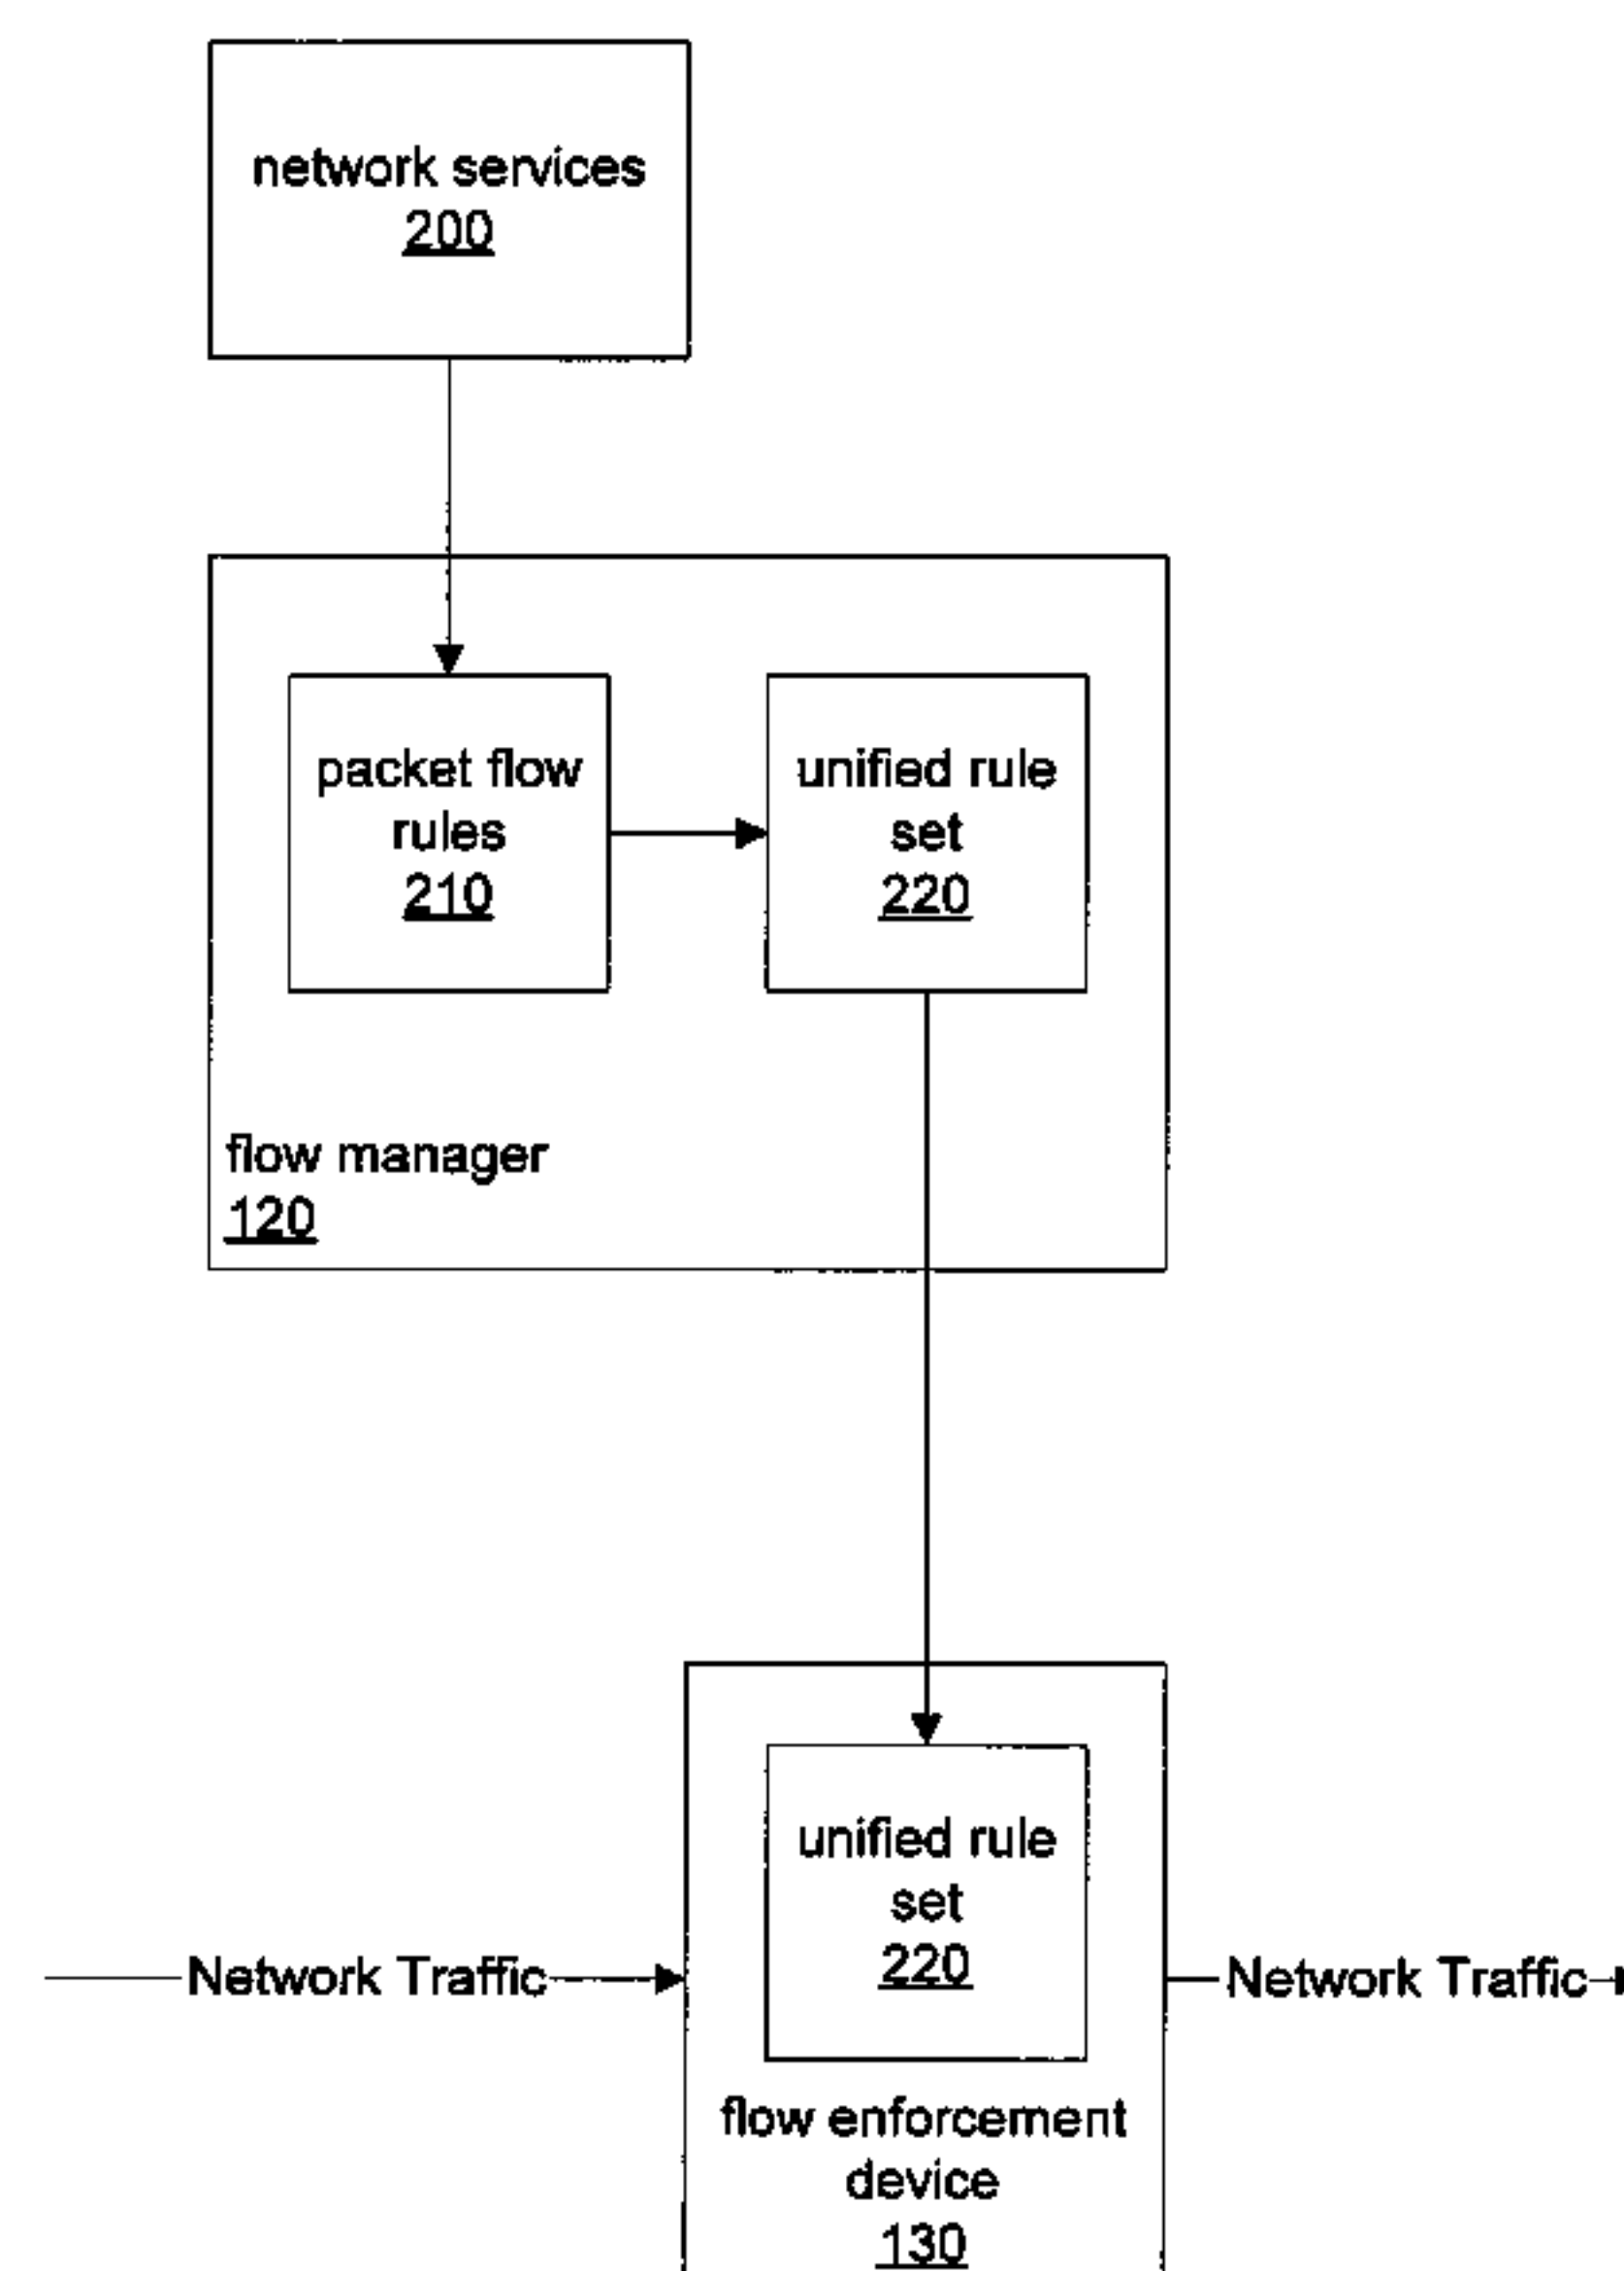 network services
200
packet flow
rules
210
unified rule
set
220
flow manager
120
unified rule
set
220
Network Traffic
Network Traffic
flow enforcement
device
130